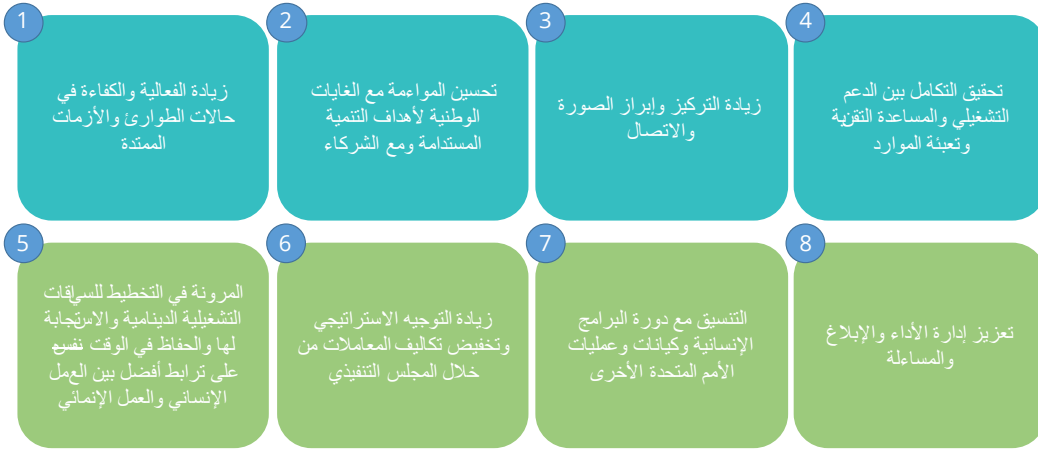 1
زيادة الفعالية والكفاءة في
حالات الطوارئ والأزمات
الممتدة
2
تحسين المواءمة مع الغايات
الوطنية لأهداف التنمية
المستدامة ومع الشركاء
3
زيادة التركيز وإبراز الصورة
والاتصال
4
تحقيق التكامل بين الدعم
التشغيلي والمساعدة التقنية
وتعبئة الموارد
5
المرونة في التخطيط للسياقات
التشغيلية الدينامية والاستجابة
لها والحفاظ في الوقت نفسه
على ترابط أفضل بين العمل
الإنساني والعمل الإنمائي
6
زيادة التوجيه الاستراتيجي
وتخفيض تكاليف المعاملات من
خلال المجلس التنفيذي
7
التنسيق مع دورة البرامج
الإنسانية وكيانات وعمليات
الأمم المتحدة الأخرى
8
تعزيز إدارة الأداء والإبلاغ
والمساءلة